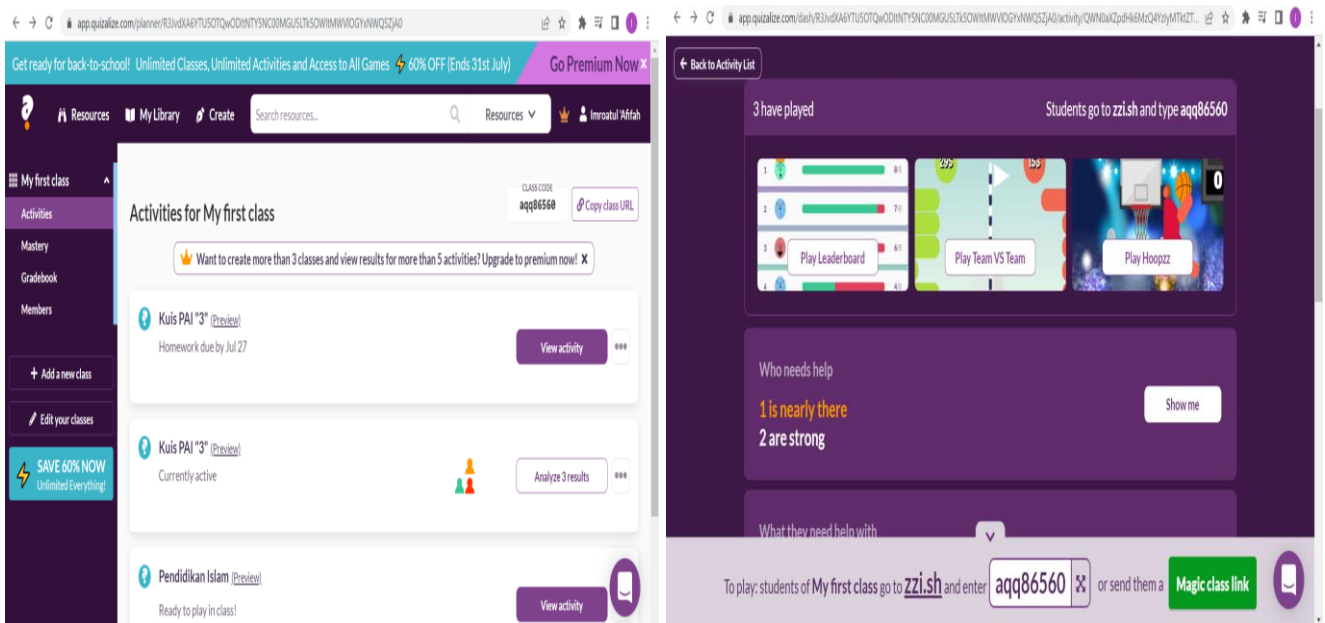 app.quizalize.com/planner/R3JvdXA6YTU5OTQwODItNTY5NC00MGU5LTk5OWItMWVlOGYxNWQ5ZjA0
Get ready for back-to-school! Unlimited Classes, Unlimited Activities and Access to All Games ⚡ 60% OFF (Ends 31st July)
Go Premium Now x
Resources
My Library
Create
Search resources...
Resources
Imroatul 'Afifah
My first class
Activities
Mastery
Gradebook
Members
+ Add a new class
Edit your classes
SAVE 60% NOW
Unlimited Everything!
Activities for My first class
CLASS CODE
aqq86560
Copy class URL
Want to create more than 3 classes and view results for more than 5 activities? Upgrade to premium now! X
Kuis PAI "3" (Preview)
Homework due by Jul 27
View activity
Kuis PAI "3" (Preview)
Currently active
Analyze 3 results
Pendidikan Islam (Preview)
Ready to play in class!
View activity
← Back to Activity List
3 have played
Students go to zzi.sh and type aqq86560
1
2
3
4
Play Leaderboard
295
153
Play Team VS Team
0
Play Hoopzz
Who needs help
1 is nearly there
2 are strong
Show me
What they need help with
To play: students of My first class go to zzi.sh and enter aqq86560 or send them a Magic class link